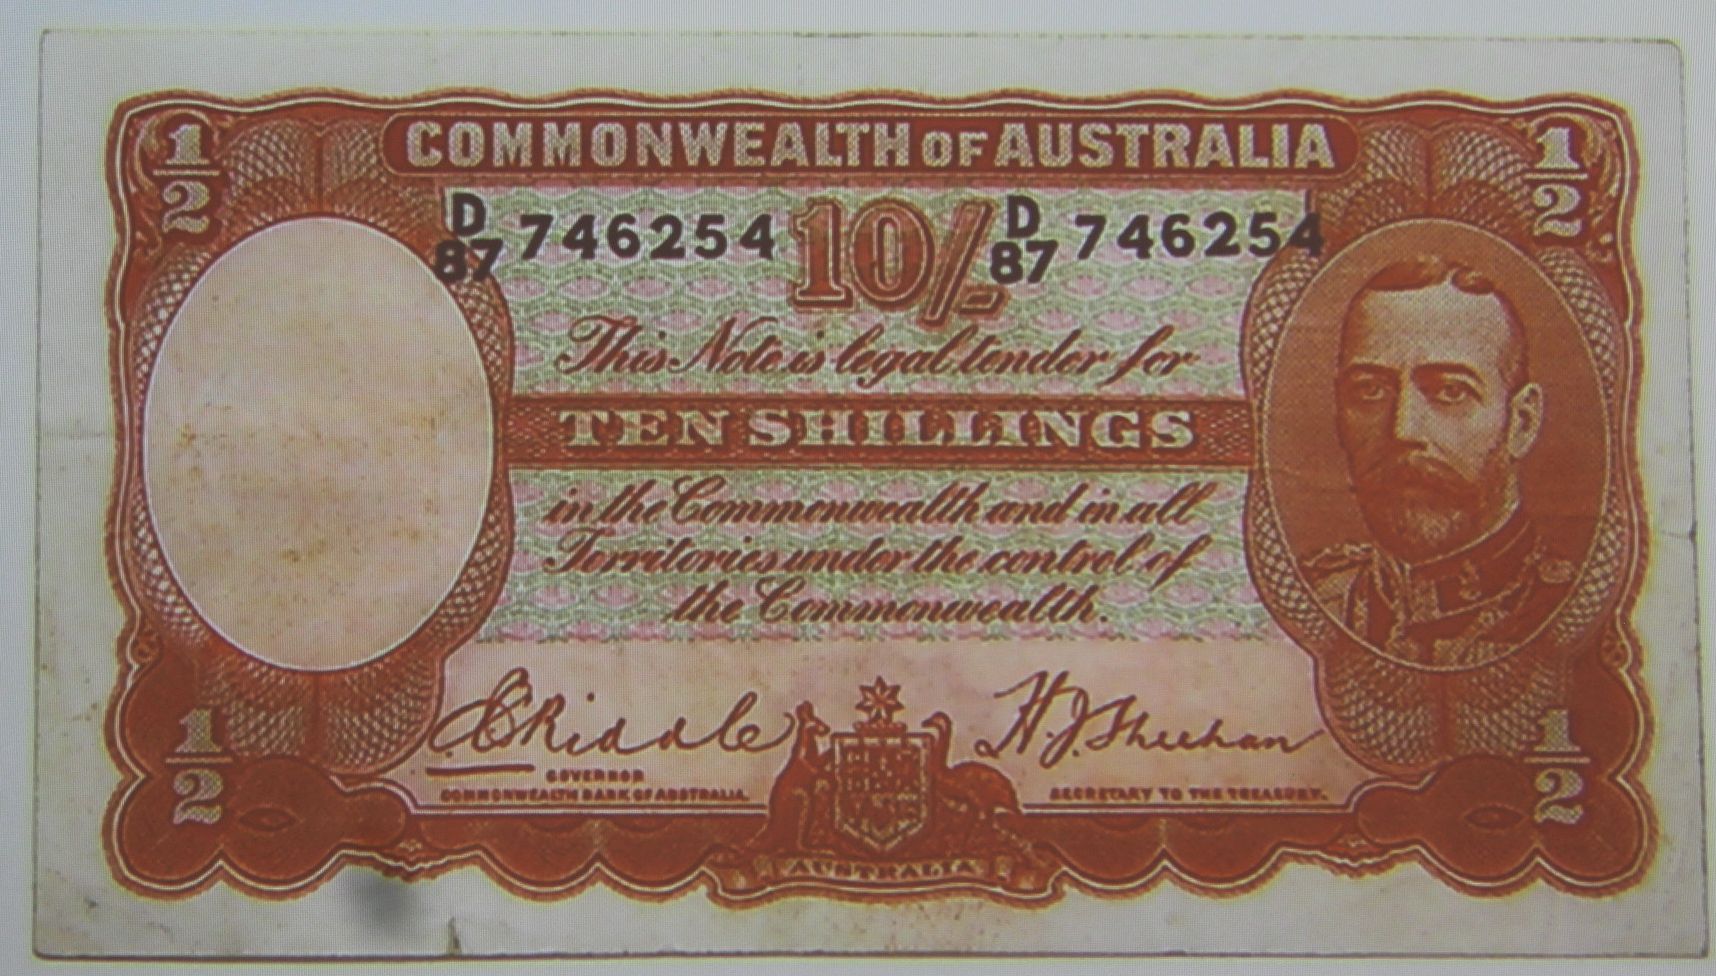 1/2 COMMONWEALTH OF AUSTRALIA 1/2
D/87 746254 10/- D/87 746254
This Note is legal tender for
TEN SHILLINGS
in the Commonwealth and in all
Territories under the control of
the Commonwealth.
E C Riddle H.J. Sheehan
GOVERNOR
COMMONWEALTH BANK OF AUSTRALIA. SECRETARY TO THE TREASURY.
1/2 1/2
AUSTRALIA